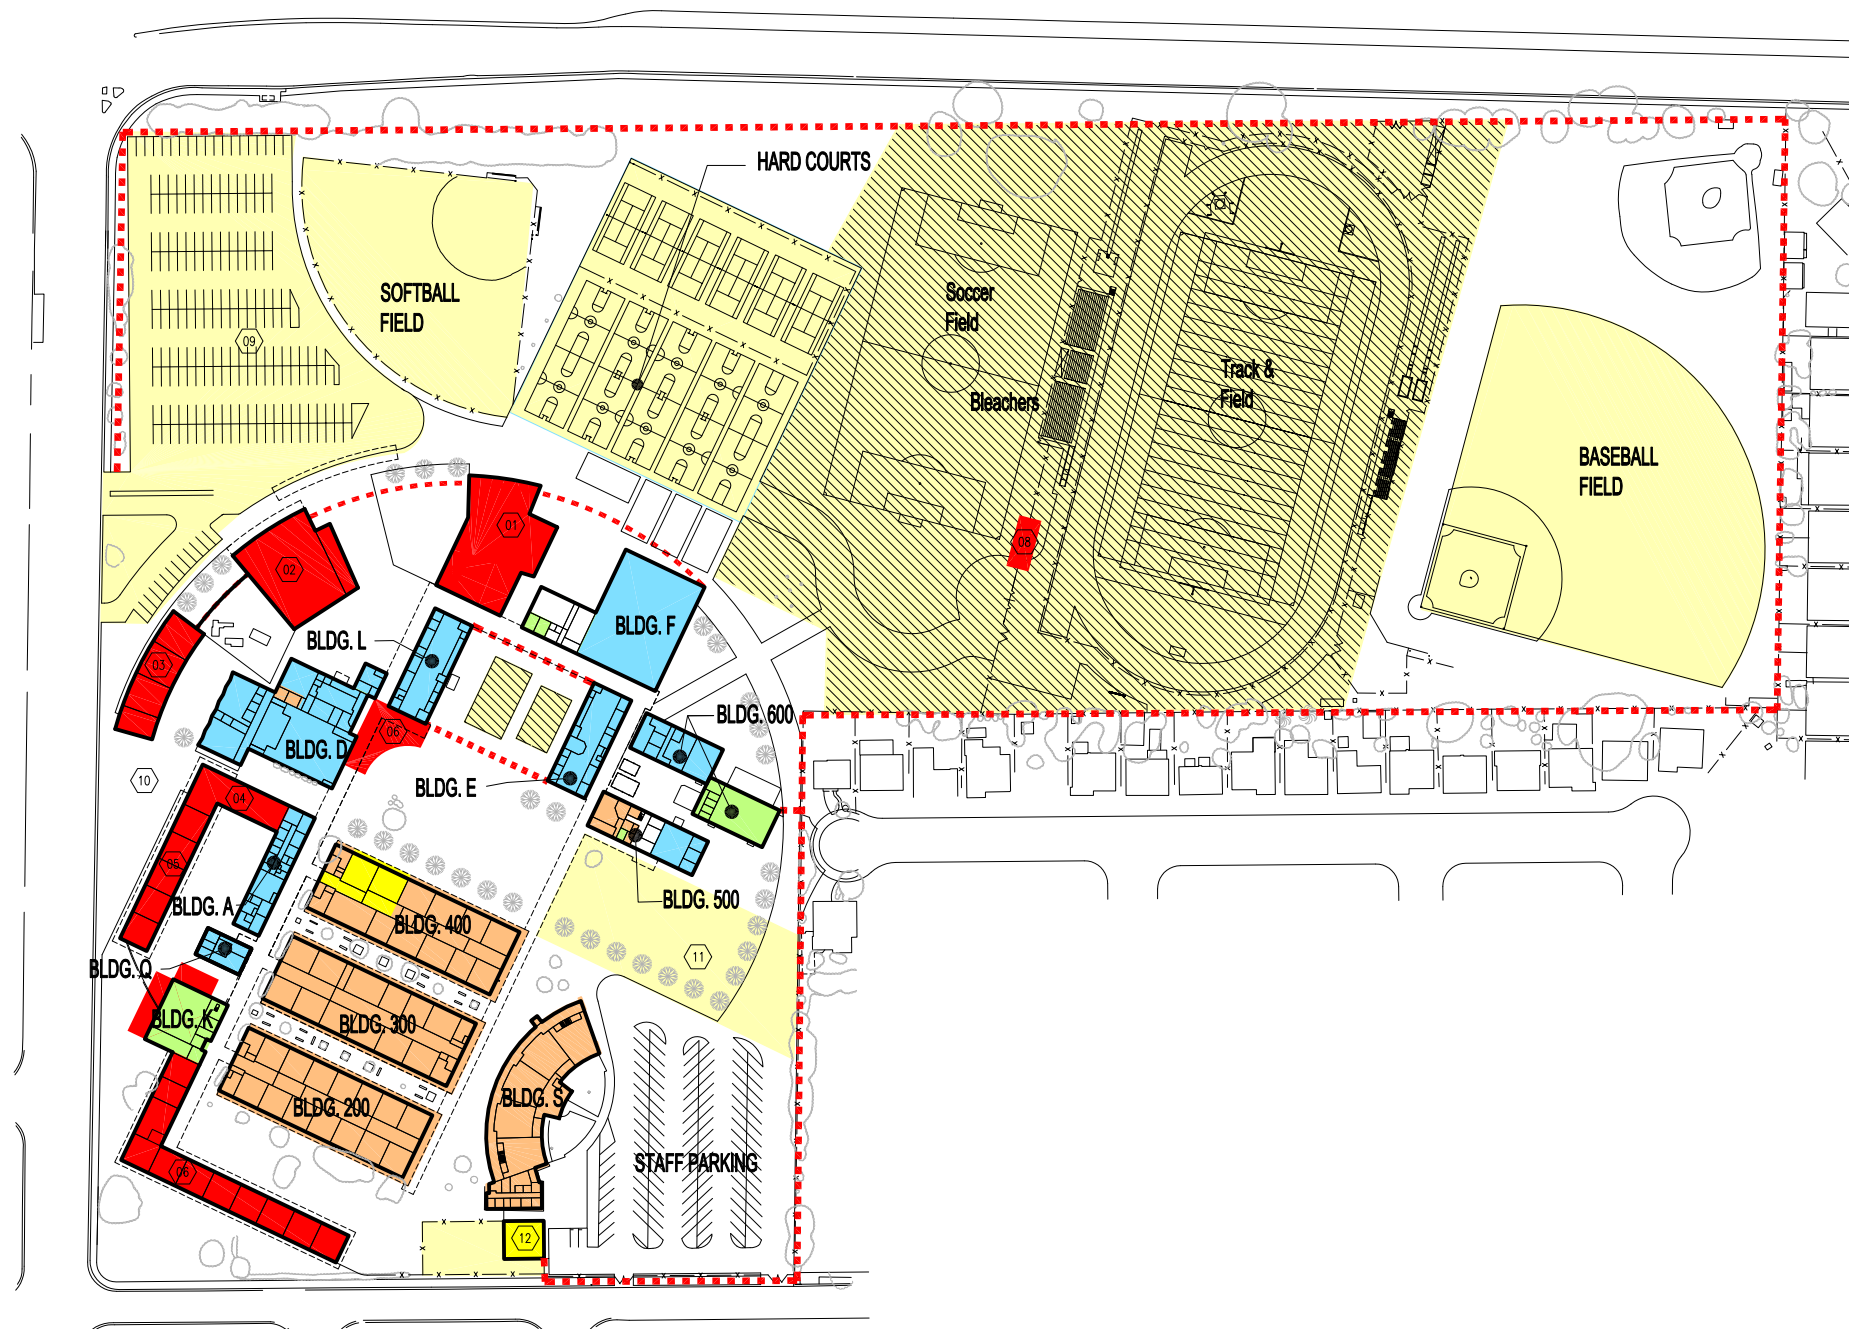 HARD COURTS
SOFTBALL
FIELD
Soccer
Field
09
Track &
Field
Bleachers
BASEBALL
FIELD
01
08
02
BLDG. F
BLDG. L
03
BLDG. 600
06
BLDG. D
10
BLDG. E
04
05
BLDG. A
BLDG. 500
BLDG. 400
11
BLDG. Q
BLDG. K
BLDG. 300
BLDG. S
BLDG. 200
STAFF PARKING
06
12